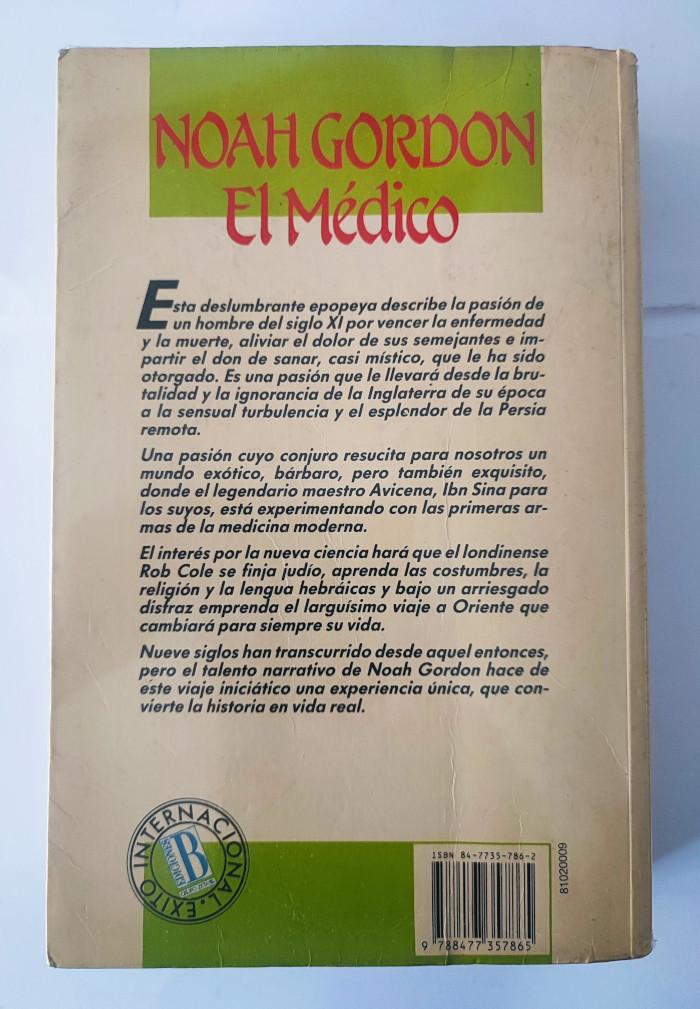 NOAH GORDON
El Médico
Esta deslumbrante epopeya describe la pasión de
un hombre del siglo XI por vencer la enfermedad
y la muerte, aliviar el dolor de sus semejantes e im-
partir el don de sanar, casi místico, que le ha sido
otorgado. Es una pasión que le llevará desde la bru-
talidad y la ignorancia de la Inglaterra de su época
a la sensual turbulencia y el esplendor de la Persia
remota.
Una pasión cuyo conjuro resucita para nosotros un
mundo exótico, bárbaro, pero también exquisito,
donde el legendario maestro Avicena, Ibn Sina para
los suyos, está experimentando con las primeras ar-
mas de la medicina moderna.
El interés por la nueva ciencia hará que el londinense
Rob Cole se finja judío, aprenda las costumbres, la
religión y la lengua hebráicas y bajo un arriesgado
disfraz emprenda el larguísimo viaje a Oriente que
cambiará para siempre su vida.
Nueve siglos han transcurrido desde aquel entonces,
pero el talento narrativo de Noah Gordon hace de
este viaje iniciático una experiencia única, que con-
vierte la historia en vida real.
EXITO INTERNACIONAL.
EDICIONES
B
ISBN 84-7735-786-2
9 788477 357865
81020009